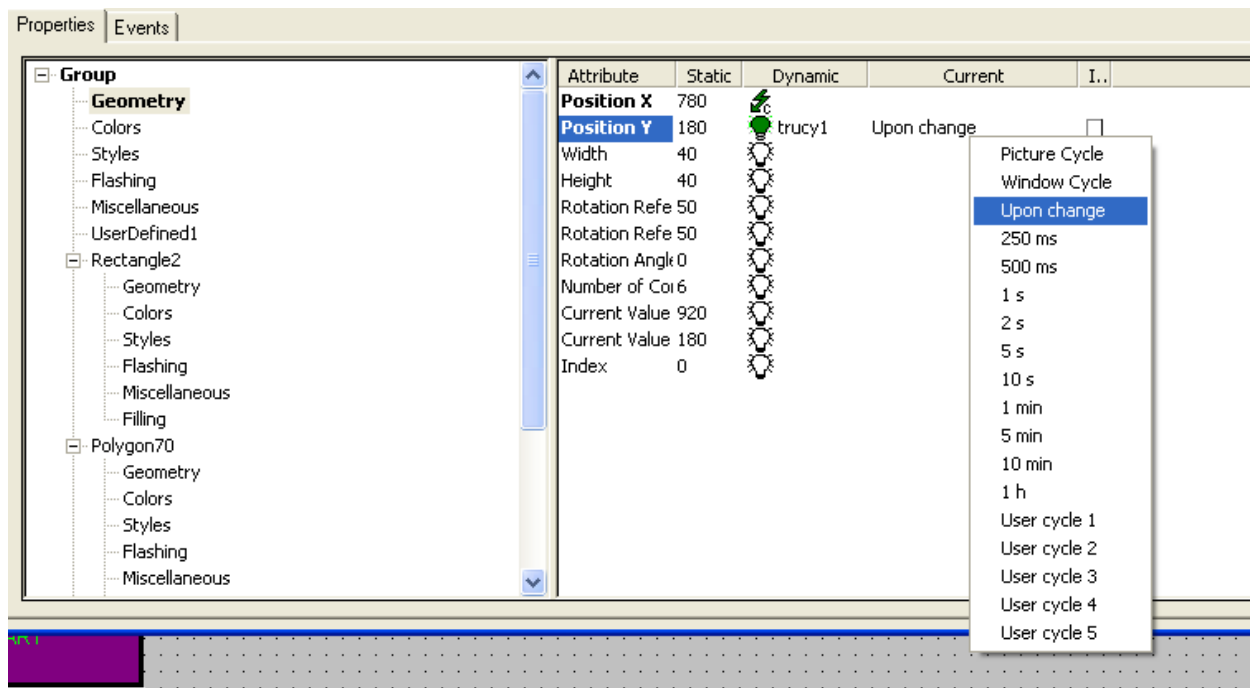 Properties Events
Group
Geometry
Colors
Styles
Flashing
Miscellaneous
UserDefined1
Rectangle2
Geometry
Colors
Styles
Flashing
Miscellaneous
Filling
Polygon70
Geometry
Colors
Styles
Flashing
Miscellaneous
Attribute Static Dynamic Current I..
Position X 780
Position Y 180 trucy1 Upon change
Width 40
Height 40
Rotation Refe 50
Rotation Refe 50
Rotation Angl 0
Number of Co 6
Current Value 920
Current Value 180
Index 0
Picture Cycle
Window Cycle
Upon change
250 ms
500 ms
1 s
2 s
5 s
10 s
1 min
5 min
10 min
1 h
User cycle 1
User cycle 2
User cycle 3
User cycle 4
User cycle 5